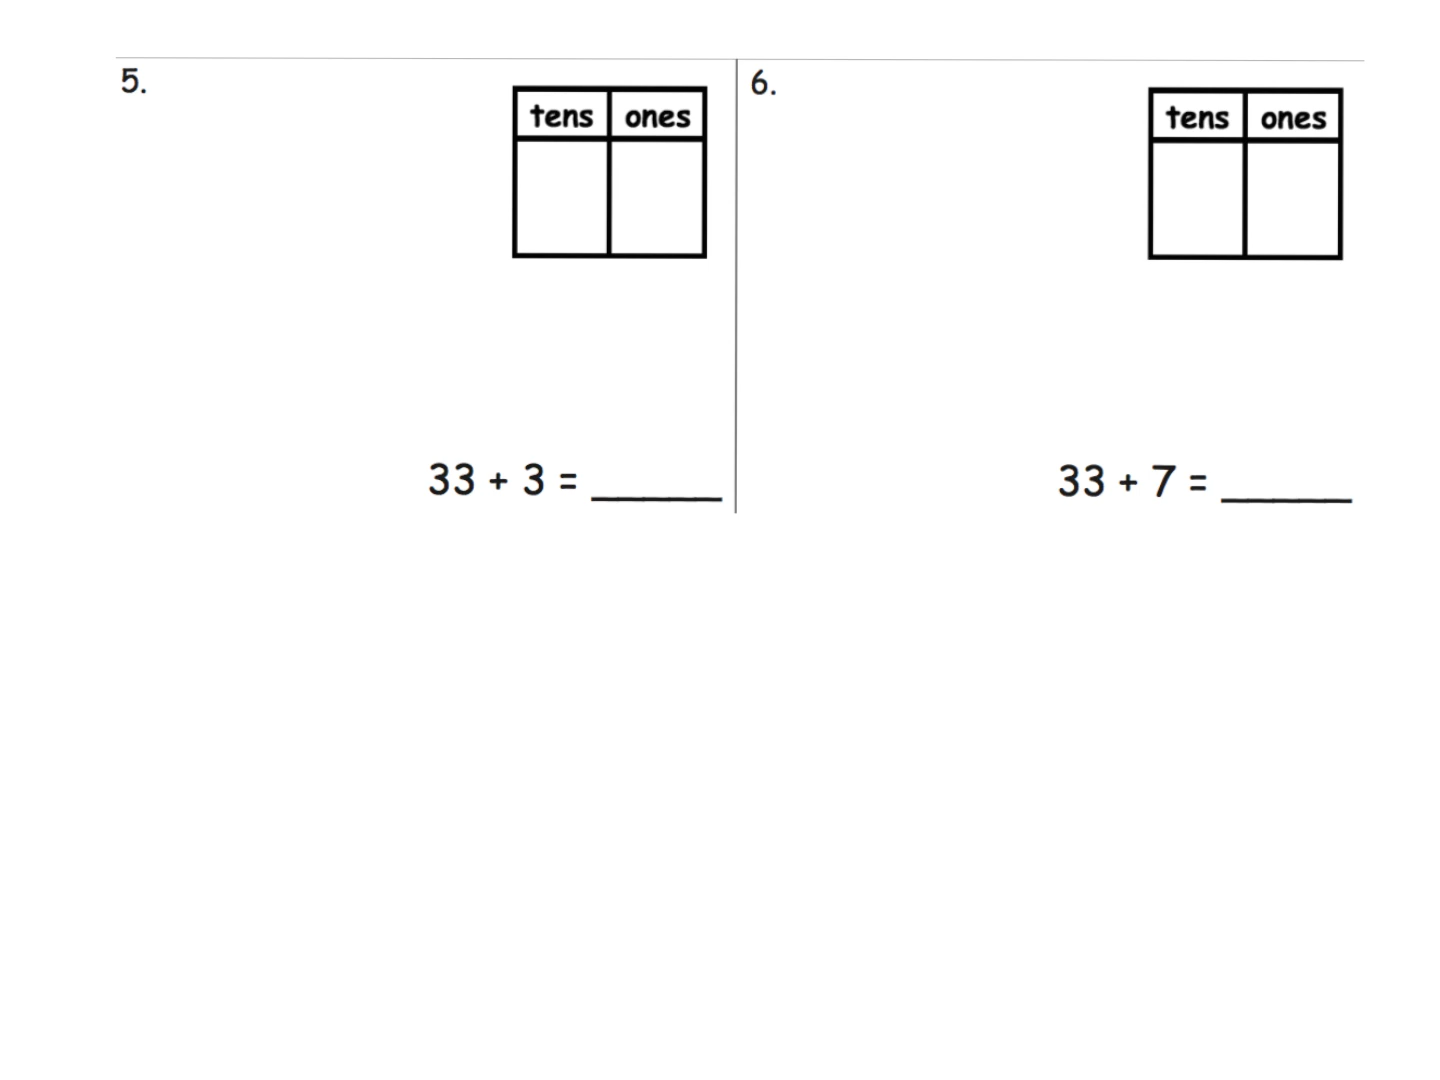 5.
tens ones
33 + 3 = ______
6.
tens ones
33 + 7 = ______